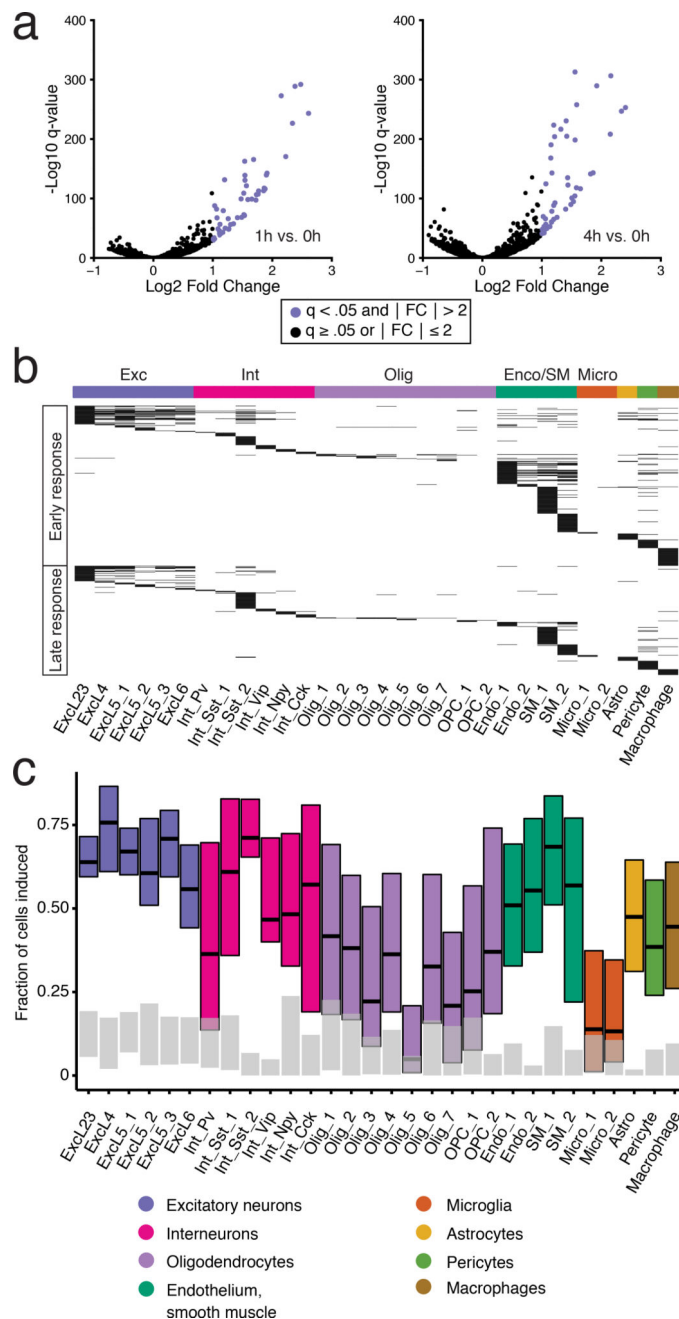 a
-Log10 q-value
400
300
200
100
0
1h vs. 0h
−1 0 1 2 3
Log2 Fold Change
-Log10 q-value
400
300
200
100
0
4h vs. 0h
−1 0 1 2 3
Log2 Fold Change
q < .05 and | FC | > 2
q ≥ .05 or | FC | ≤ 2
b
Exc Int Olig Enco/SM Micro
Early response
Late response
ExcL23
ExcL4
ExcL5_1
ExcL5_2
ExcL5_3
ExcL6
Int_Pv
Int_Sst_1
Int_Sst_2
Int_Vip
Int_Npy
Int_Cck
Olig_1
Olig_2
Olig_3
Olig_4
Olig_5
Olig_6
Olig_7
OPC_1
OPC_2
Endo_1
Endo_2
SM_1
SM_2
Micro_1
Micro_2
Astro
Pericyte
Macrophage
c
Fraction of cells induced
0.75
0.50
0.25
0
ExcL23
ExcL4
ExcL5_1
ExcL5_2
ExcL5_3
ExcL6
Int_Pv
Int_Sst_1
Int_Sst_2
Int_Vip
Int_Npy
Int_Cck
Olig_1
Olig_2
Olig_3
Olig_4
Olig_5
Olig_6
Olig_7
OPC_1
OPC_2
Endo_1
Endo_2
SM_1
SM_2
Micro_1
Micro_2
Astro
Pericyte
Macrophage
Excitatory neurons
Interneurons
Oligodendrocytes
Endothelium,
smooth muscle
Microglia
Astrocytes
Pericytes
Macrophages